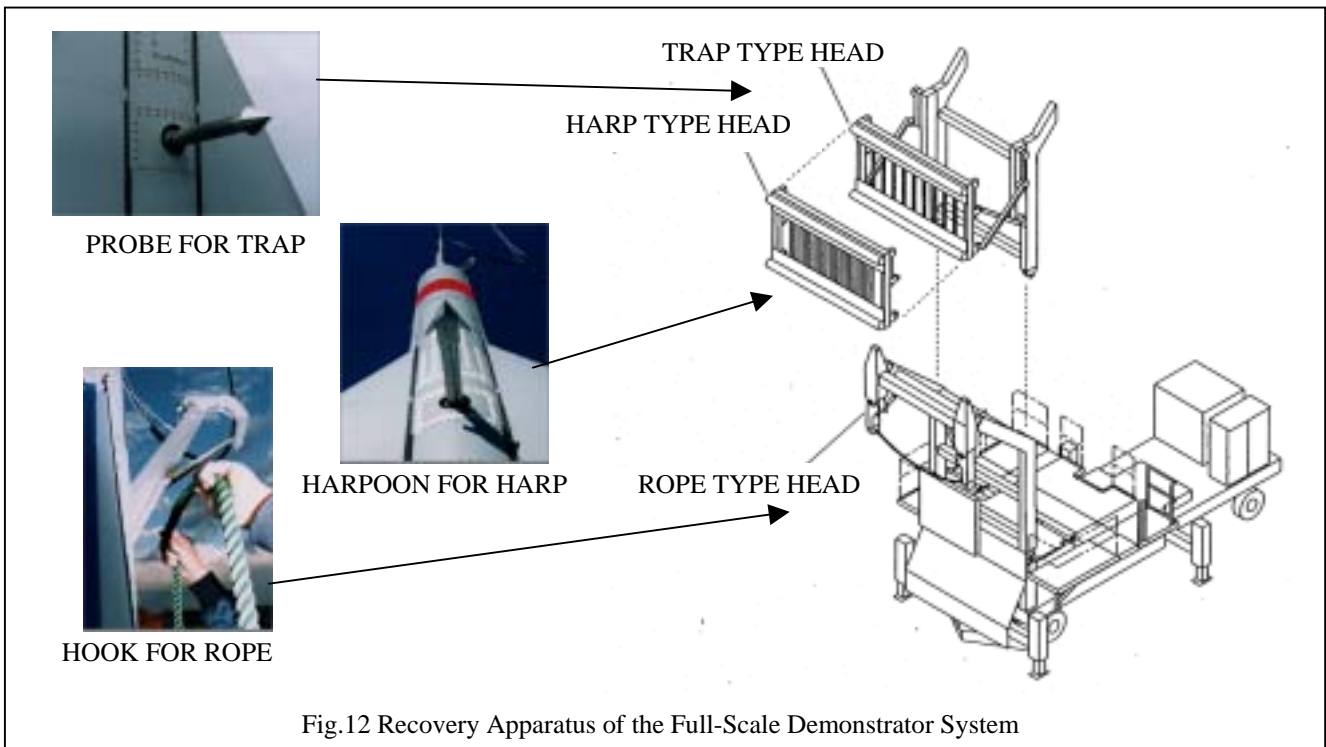 TRAP TYPE HEAD
HARP TYPE HEAD
PROBE FOR TRAP
HARPOON FOR HARP
ROPE TYPE HEAD
HOOK FOR ROPE
Fig.12 Recovery Apparatus of the Full-Scale Demonstrator System